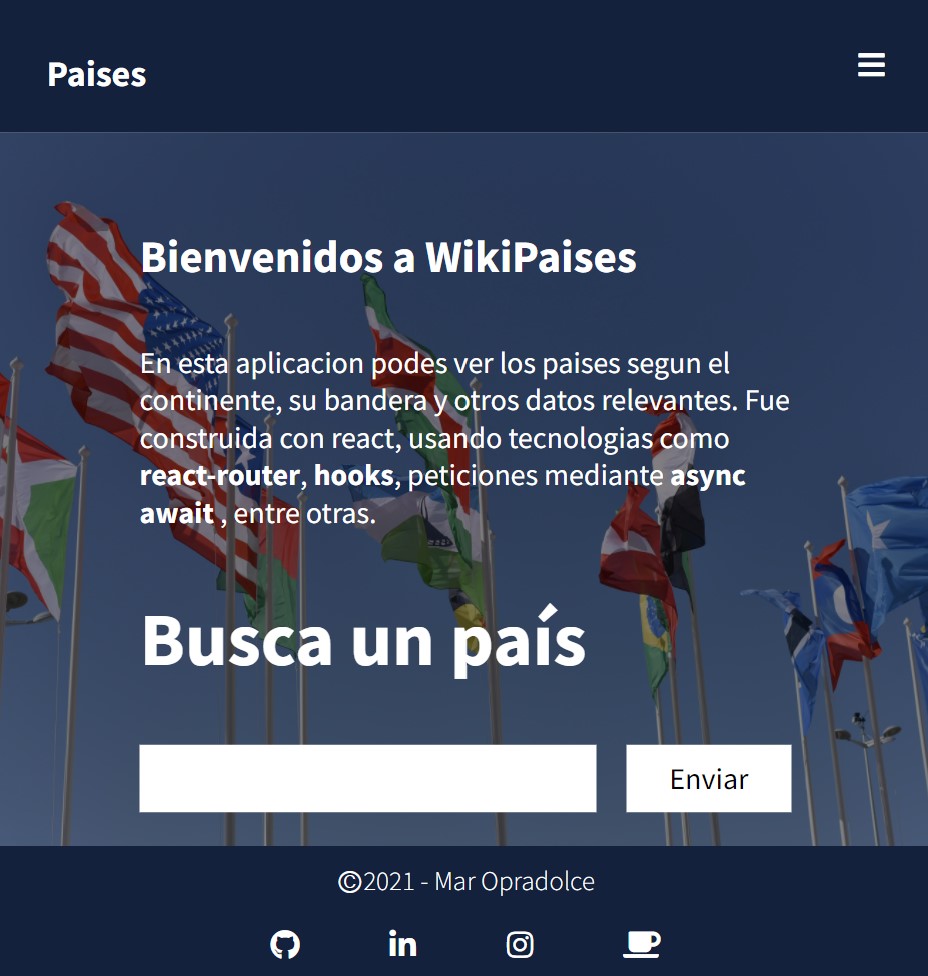 Paises
Bienvenidos a WikiPaises
En esta aplicacion podes ver los paises segun el
continente, su bandera y otros datos relevantes. Fue
construida con react, usando tecnologias como
react-router, hooks, peticiones mediante async
await , entre otras.
Busca un país
Enviar
©2021 - Mar Opradolce
in